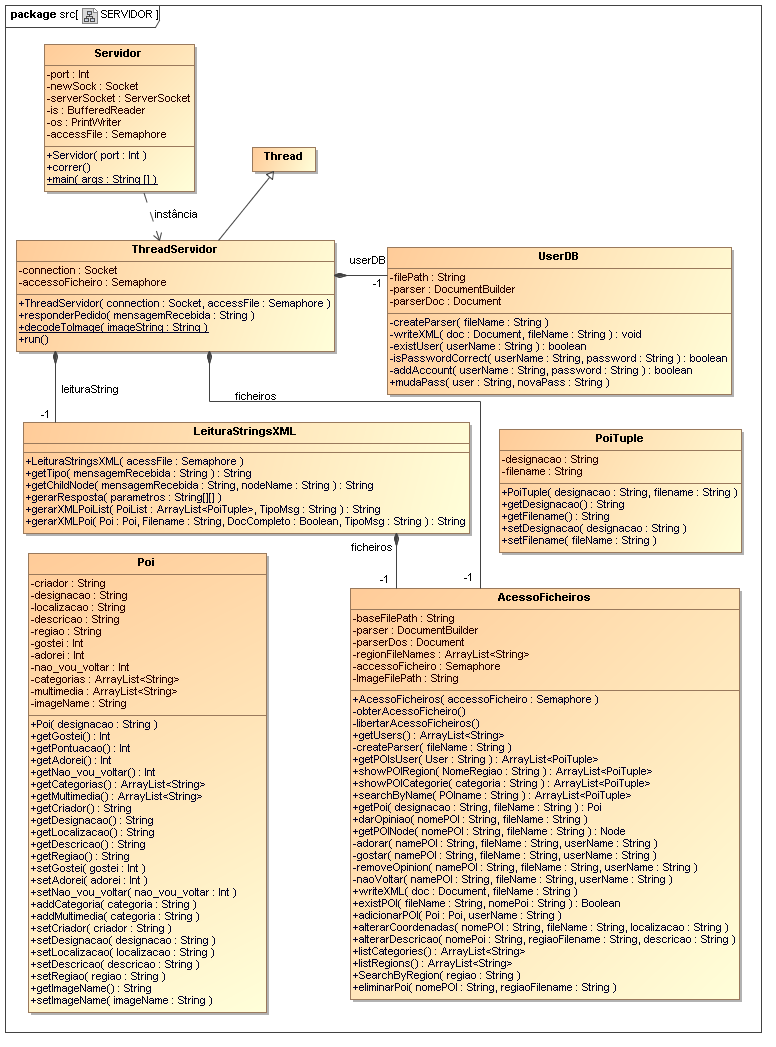 package src[ SERVIDOR ]
Servidor
-port : Int
-newSock : Socket
-serverSocket : ServerSocket
-is : BufferedReader
-os : PrintWriter
-accessFile : Semaphore
+Servidor( port : Int )
+correr()
+main( args : String [] )
Thread
instância
ThreadServidor
-connection : Socket
-accessoFicheiro : Semaphore
+ThreadServidor( connection : Socket, accessFile : Semaphore )
+responderPedido( mensagemRecebida : String )
+decodeToImage( imageString : String )
+run()
userDB
-1
UserDB
-filePath : String
-parser : DocumentBuilder
-parserDoc : Document
-createParser( fileName : String )
-writeXML( doc : Document, fileName : String ) : void
-existUser( userName : String ) : boolean
-isPasswordCorrect( userName : String, password : String ) : boolean
-addAccount( userName : String, password : String ) : boolean
+mudaPass( user : String, novaPass : String )
leituraString
-1
ficheiros
LeituraStringsXML
+LeituraStringsXML( acessFile : Semaphore )
+getTipo( mensagemRecebida : String ) : String
+getChildNode( mensagemRecebida : String, nodeName : String ) : String
+gerarResposta( parametros : String[][] )
+gerarXMLPoiList( PoiList : ArrayList<PoiTuple>, TipoMsg : String ) : String
+gerarXMLPoi( Poi : Poi, Filename : String, DocCompleto : Boolean, TipoMsg : String ) : String
PoiTuple
-designacao : String
-filename : String
+PoiTuple( designacao : String, filename : String )
+getDesignacao() : String
+getFilename() : String
+setDesignacao( designacao : String )
+setFilename( fileName : String )
ficheiros
-1
-1
Poi
-criador : String
-designacao : String
-localizacao : String
-descricao : String
-regiao : String
-gostei : Int
-adorei : Int
-nao_vou_voltar : Int
-categorias : ArrayList<String>
-multimedia : ArrayList<String>
-imageName : String
+Poi( designacao : String )
+getGostei() : Int
+getPontuacao() : Int
+getAdorei() : Int
+getNao_vou_voltar() : Int
+getCategorias() : ArrayList<String>
+getMultimedia() : ArrayList<String>
+getCriador() : String
+getDesignacao() : String
+getLocalizacao() : String
+getDescricao() : String
+getRegiao() : String
+setGostei( gostei : Int )
+setAdorei( adorei : Int )
+setNao_vou_voltar( nao_vou_voltar : Int )
+addCategoria( categoria : String )
+addMultimedia( categoria : String )
+setCriador( criador : String )
+setDesignacao( designacao : String )
+setLocalizacao( localizacao : String )
+setDescricao( descricao : String )
+setRegiao( regiao : String )
+getImageName() : String
+setImageName( imageName : String )
AcessoFicheiros
-baseFilePath : String
-parser : DocumentBuilder
-parserDos : Document
-regionFileNames : ArrayList<String>
-accessoFicheiro : Semaphore
-ImageFilePath : String
+AcessoFicheiros( accessoFicheiro : Semaphore )
-obterAcessoFicheiro()
-libertarAcessoFicheiros()
+getUsers() : ArrayList<String>
-createParser( fileName : String )
+getPOIsUser( User : String ) : ArrayList<PoiTuple>
+showPOIRegion( NomeRegiao : String ) : ArrayList<PoiTuple>
+showPOICategorie( categoria : String ) : ArrayList<PoiTuple>
+searchByName( POIname : String ) : ArrayList<PoiTuple>
+getPoi( designacao : String, fileName : String ) : Poi
+darOpiniao( nomePOI : String, fileName : String )
+getPOINode( nomePOI : String, fileName : String ) : Node
-adorar( namePOI : String, fileName : String, userName : String )
-gostar( namePOI : String, fileName : String, userName : String )
-removeOpinion( namePOI : String, fileName : String, userName : String )
-naoVoltar( namePOI : String, fileName : String, userName : String )
+writeXML( doc : Document, fileName : String )
+existPOI( fileName : String, nomePoi : String ) : Boolean
+adicionarPOI( Poi : Poi, userName : String )
+alterarCoordenadas( nomePOI : String, fileName : String, localizacao : String )
+alterarDescricao( nomePoi : String, regiaoFilename : String, descricao : String )
+listCategories() : ArrayList<String>
+listRegions() : ArrayList<String>
+SearchByRegion( regiao : String )
+eliminarPoi( nomePOI : String, regiaoFilename : String )